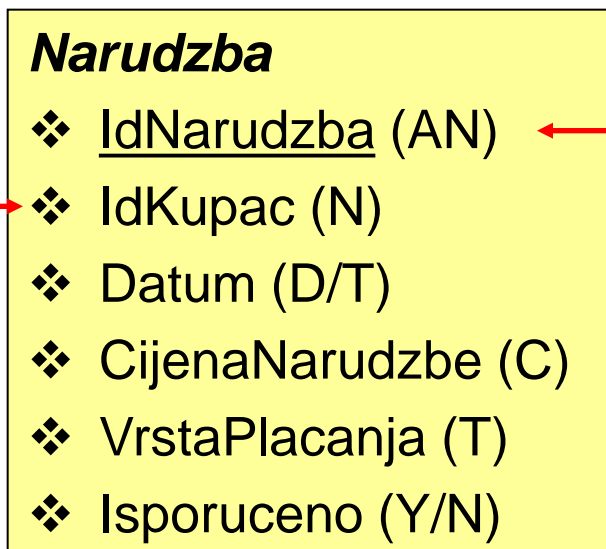 Narudzba
❖ IdNarudzba (AN)
❖ IdKupac (N)
❖ Datum (D/T)
❖ CijenaNarudzbe (C)
❖ VrstaPlacanja (T)
❖ Isporuceno (Y/N)